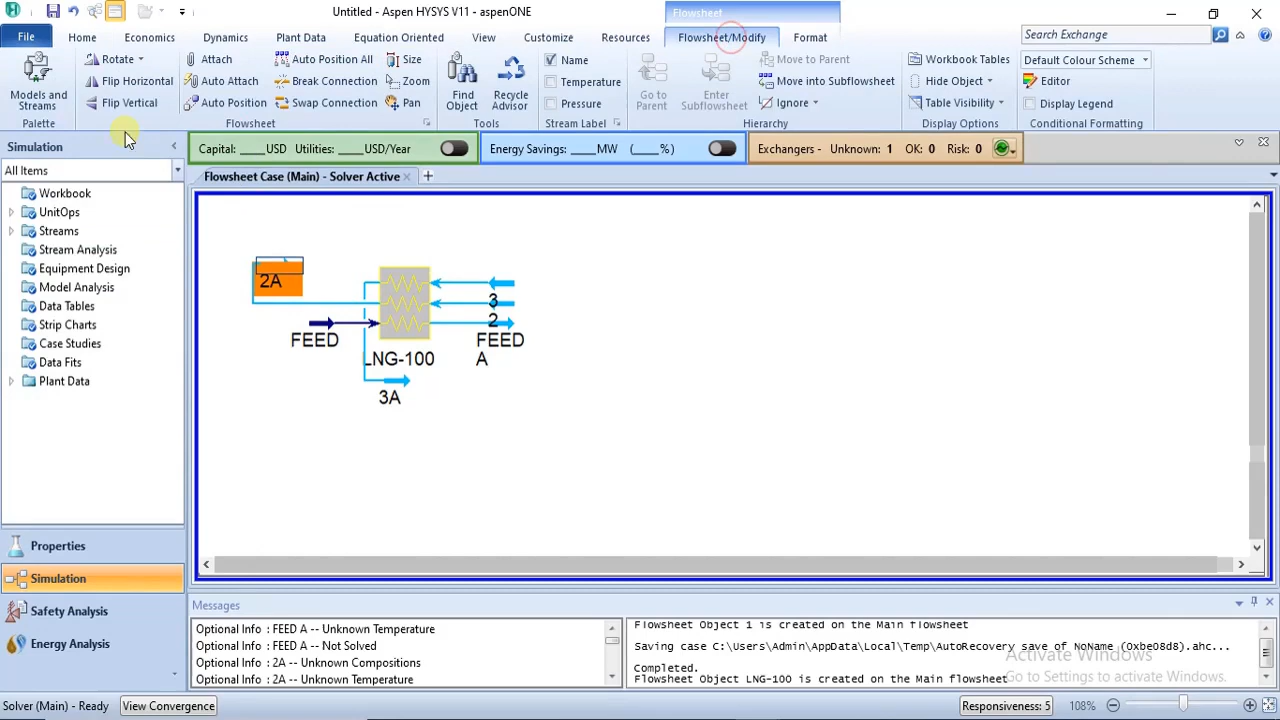 Untitled - Aspen HYSYS V11 - aspenONE
Flowsheet
File Home Economics Dynamics Plant Data Equation Oriented View Customize Resources Flowsheet/Modify Format
Search Exchange
Models and Streams
Palette
Rotate
Flip Horizontal
Flip Vertical
Attach
Auto Attach
Auto Position
Auto Position All
Break Connection
Swap Connection
Size
Zoom
Pan
Flowsheet
Find Object
Recycle Advisor
Tools
Name
Temperature
Pressure
Stream Label
Go to Parent
Enter Subflowsheet
Move to Parent
Move into Subflowsheet
Ignore
Hierarchy
Workbook Tables
Hide Object
Table Visibility
Display Options
Default Colour Scheme
Editor
Display Legend
Conditional Formatting
Simulation
All Items
Workbook
UnitOps
Streams
Stream Analysis
Equipment Design
Model Analysis
Data Tables
Strip Charts
Case Studies
Data Fits
Plant Data
Properties
Simulation
Safety Analysis
Energy Analysis
Capital: ____USD Utilities: ____USD/Year
Energy Savings: ____MW (____%)
Exchangers - Unknown: 1 OK: 0 Risk: 0
Flowsheet Case (Main) - Solver Active
2A
FEED
LNG-100
3A
3
2
FEED
A
Messages
Optional Info : FEED A -- Unknown Temperature
Optional Info : FEED A -- Not Solved
Optional Info : 2A -- Unknown Compositions
Optional Info : 2A -- Unknown Temperature
Flowsheet Object 1 is created on the Main flowsheet
Saving case C:\Users\Admin\AppData\Local\Temp\AutoRecovery save of NoName (0xbe08d8).ahc...
Completed.
Flowsheet Object LNG-100 is created on the Main flowsheet
Activate Windows
Go to Settings to activate Windows.
Solver (Main) - Ready
View Convergence
Responsiveness: 5
108%